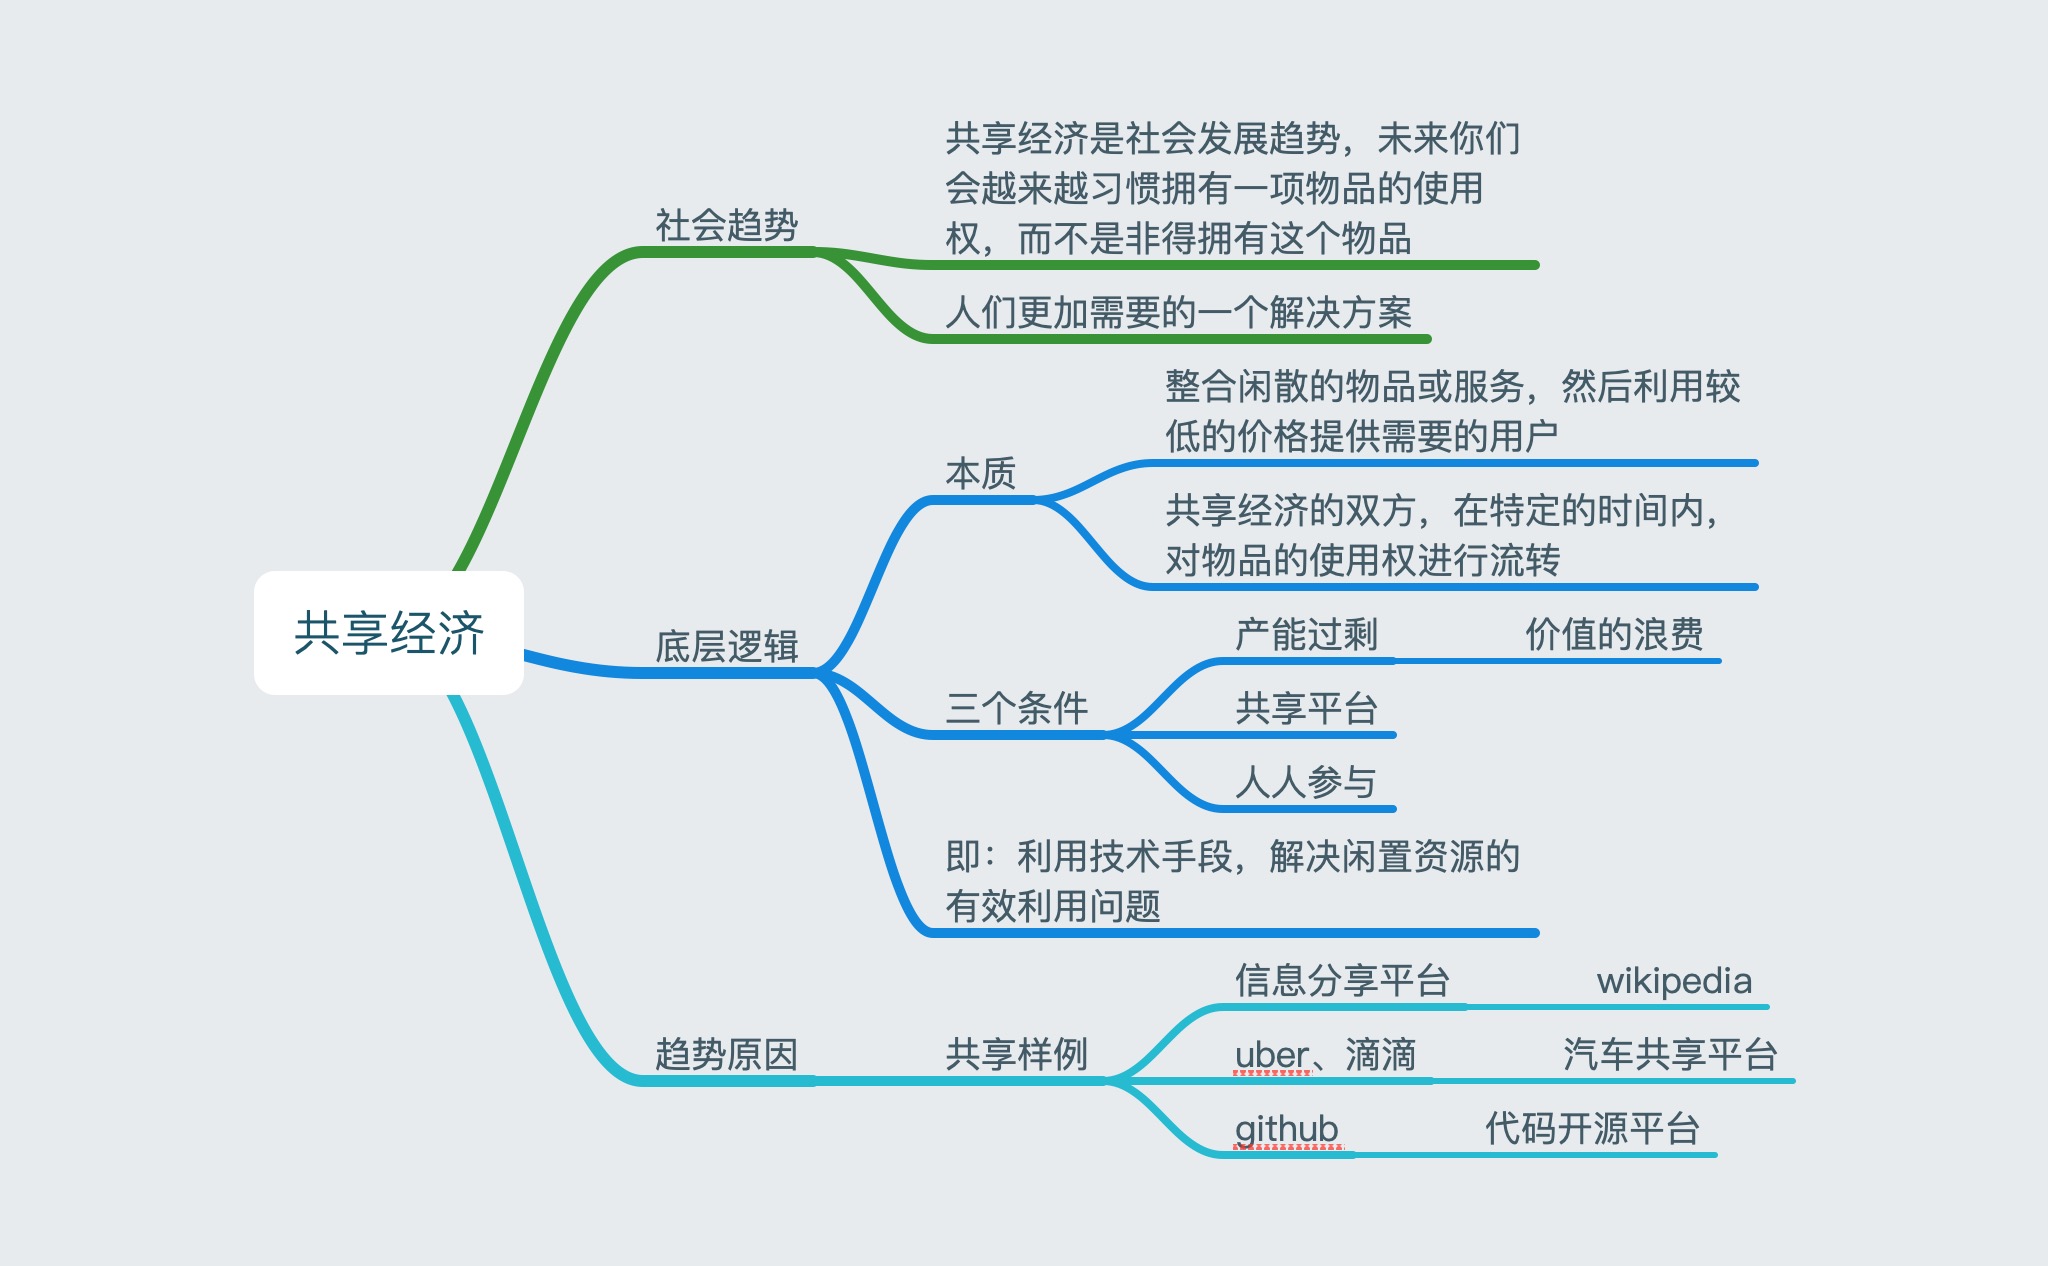 共享经济
社会趋势
共享经济是社会发展趋势，未来你们
会越来越习惯拥有一项物品的使用
权，而不是非得拥有这个物品
人们更加需要的一个解决方案
底层逻辑
本质
整合闲散的物品或服务，然后利用较
低的价格提供需要的用户
共享经济的双方，在特定的时间内，
对物品的使用权进行流转
三个条件
产能过剩
价值的浪费
共享平台
人人参与
即：利用技术手段，解决闲置资源的
有效利用问题
趋势原因
共享样例
信息分享平台
wikipedia
uber、滴滴
汽车共享平台
github
代码开源平台